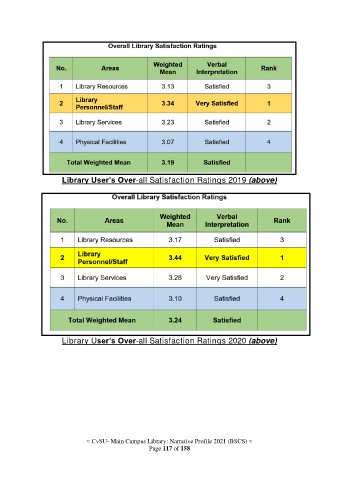 Overall Library Satisfaction Ratings
No. Areas Weighted Mean Verbal Interpretation Rank
1 Library Resources 3.13 Satisfied 3
2 Library Personnel/Staff 3.34 Very Satisfied 1
3 Library Services 3.23 Satisfied 2
4 Physical Facilities 3.07 Satisfied 4
Total Weighted Mean 3.19 Satisfied
Library User's Over-all Satisfaction Ratings 2019 (above)
Overall Library Satisfaction Ratings
No. Areas Weighted Mean Verbal Interpretation Rank
1 Library Resources 3.17 Satisfied 3
2 Library Personnel/Staff 3.44 Very Satisfied 1
3 Library Services 3.28 Very Satisfied 2
4 Physical Facilities 3.10 Satisfied 4
Total Weighted Mean 3.24 Satisfied
Library User's Over-all Satisfaction Ratings 2020 (above)
= CvSU- Main Campus Library: Narrative Profile 2021 (BSCS) =
Page 117 of 158